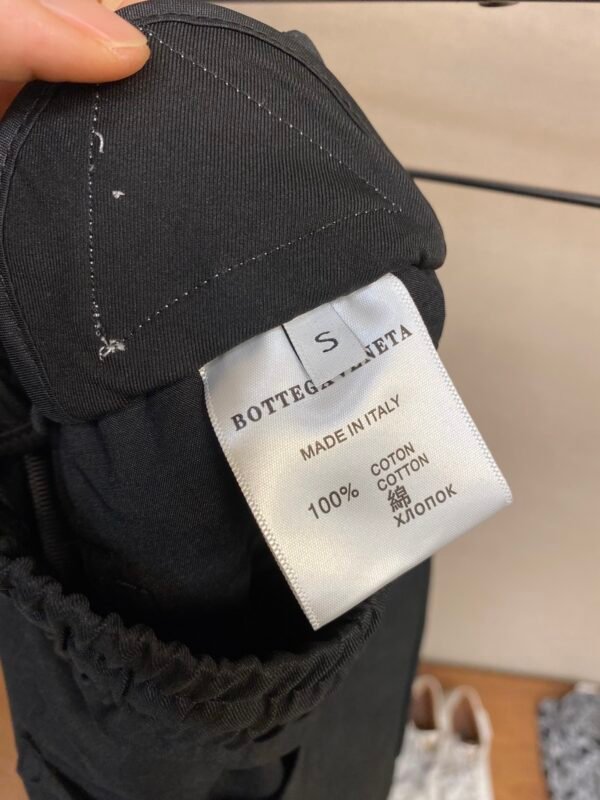 S
BOTTEGA VENETA
MADE IN ITALY
100%
COTON
COTTON
綿
ХЛОПОК